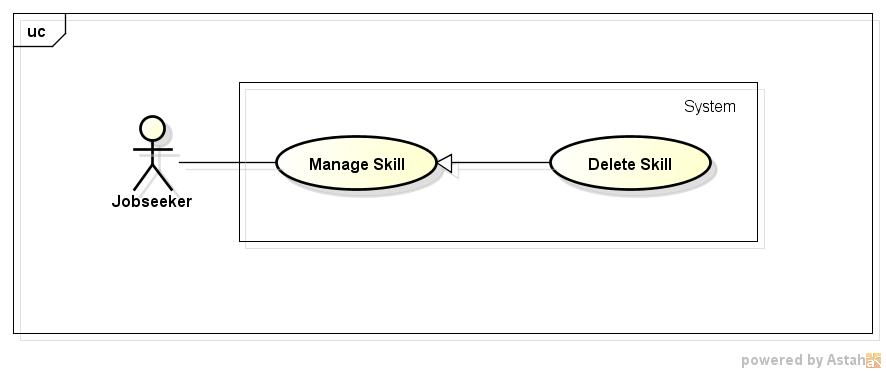 uc
System
Manage Skill
Delete Skill
Jobseeker
powered by Astah